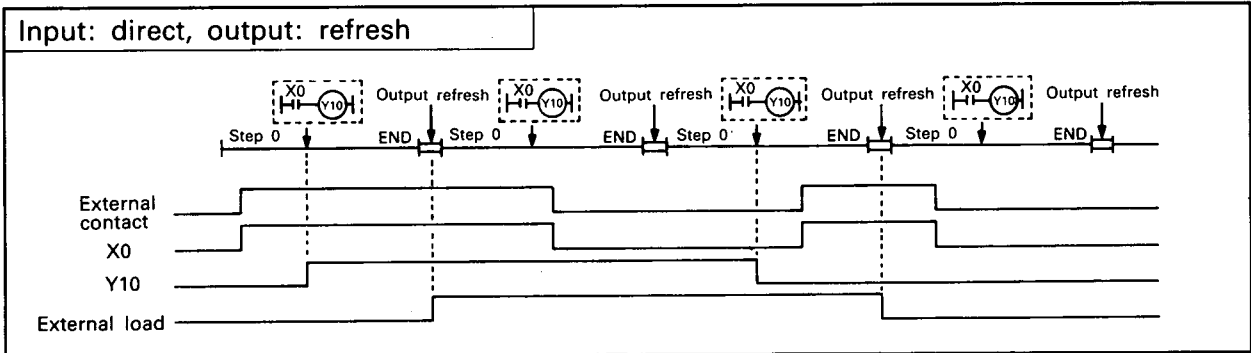 Input: direct, output: refresh
X0 Y10 Output refresh X0 Y10 Output refresh X0 Y10 Output refresh X0 Y10 Output refresh
Step 0 END Step 0 END Step 0 END Step 0 END
External
contact
X0
Y10
External load